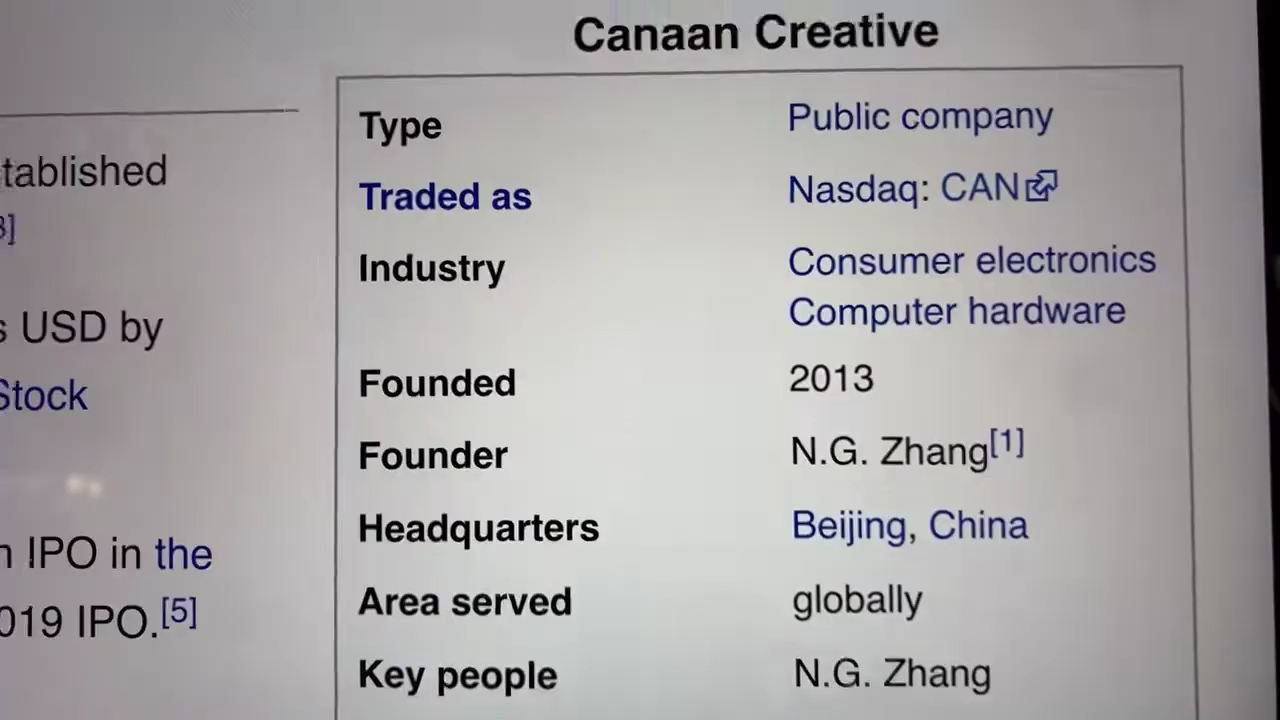 Canaan Creative
Type Public company
Traded as Nasdaq: CAN
Industry Consumer electronics
Computer hardware
Founded 2013
Founder N.G. Zhang[1]
Headquarters Beijing, China
Area served globally
Key people N.G. Zhang
tablished
3]
s USD by
Stock
n IPO in the
019 IPO.[5]